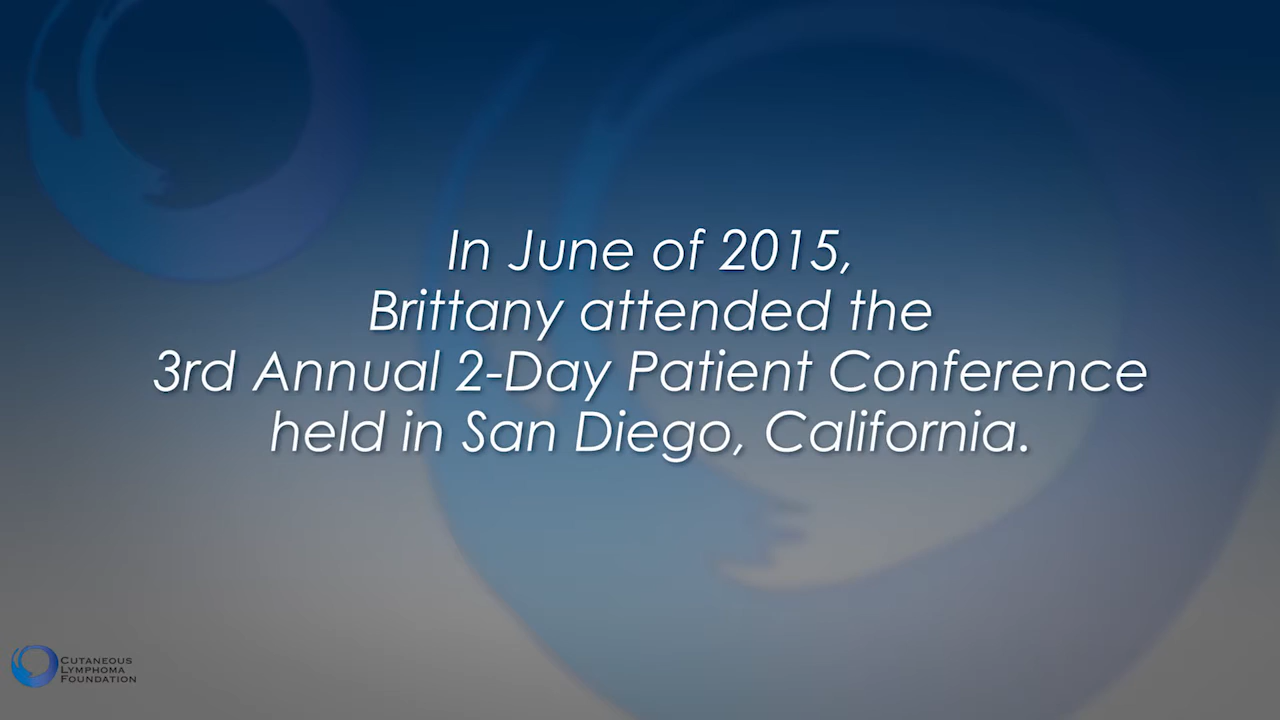 In June of 2015,
Brittany attended the
3rd Annual 2-Day Patient Conference
held in San Diego, California.
CUTANEOUS
LYMPHOMA
FOUNDATION